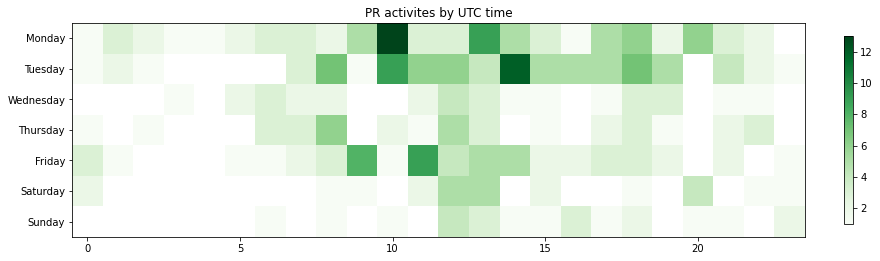 PR activites by UTC time
Monday
Tuesday
Wednesday
Thursday
Friday
Saturday
Sunday
0 5 10 15 20
12
10
8
6
4
2